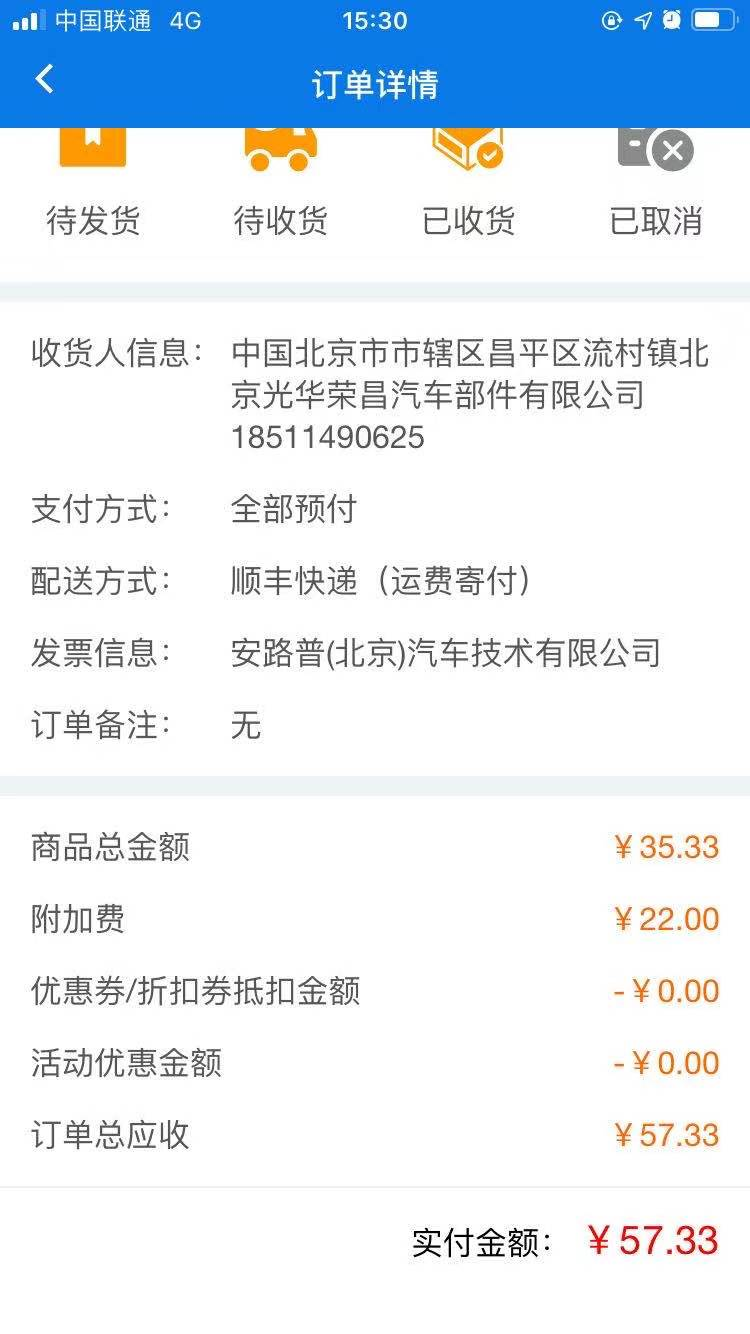 中国联通 4G 15:30
订单详情
待发货 待收货 已收货 已取消
收货人信息: 中国北京市市辖区昌平区流村镇北
京光华荣昌汽车部件有限公司
18511490625
支付方式: 全部预付
配送方式: 顺丰快递（运费寄付）
发票信息: 安路普(北京)汽车技术有限公司
订单备注: 无
商品总金额 ¥35.33
附加费 ¥22.00
优惠券/折扣券抵扣金额 -¥0.00
活动优惠金额 -¥0.00
订单总应收 ¥57.33
实付金额: ¥57.33